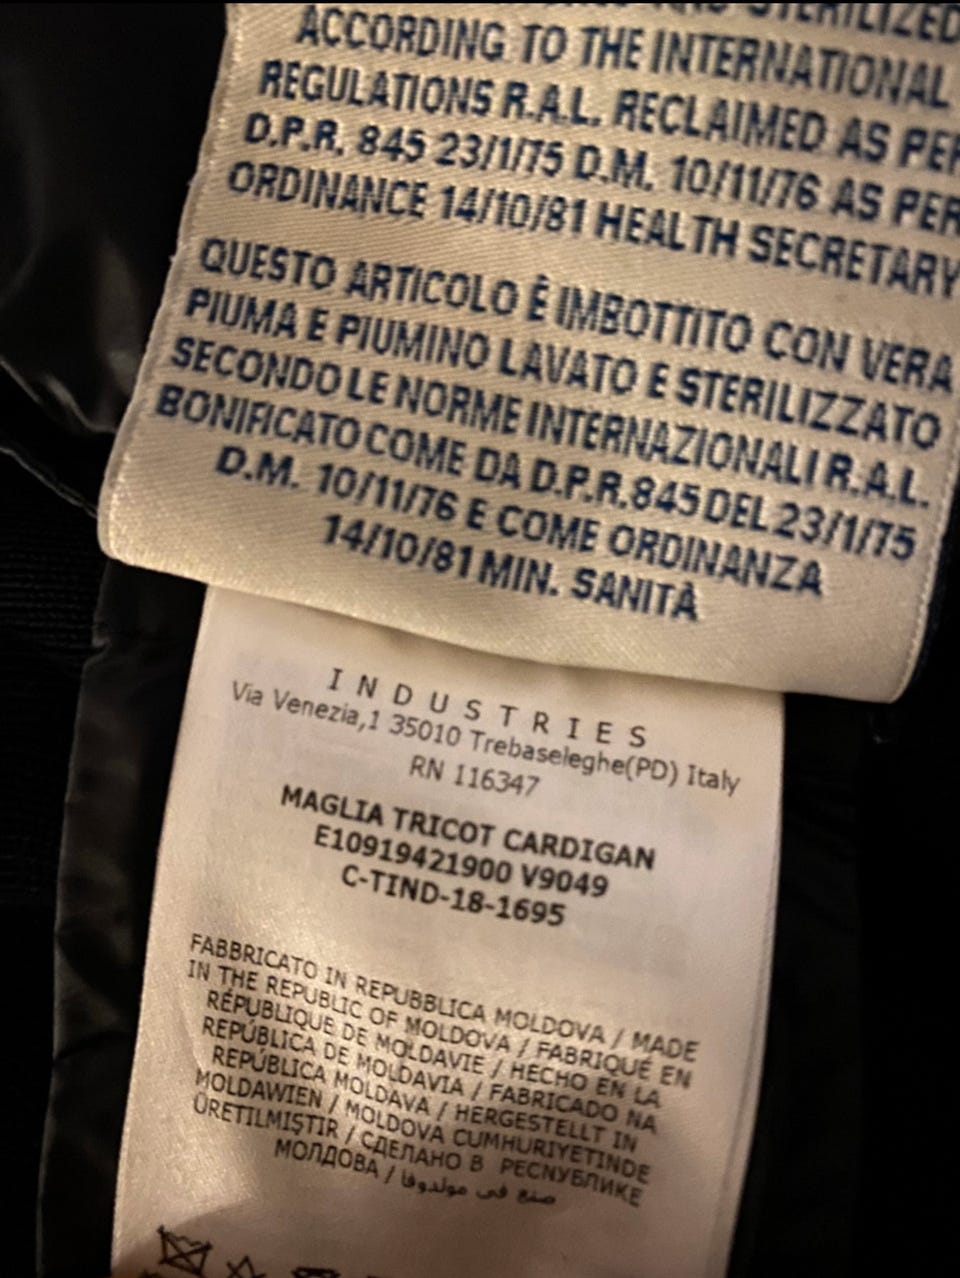 STERILIZED
ACCORDING TO THE INTERNATIONAL
REGULATIONS R.A.L. RECLAIMED AS PER
D.P.R. 845 23/1/75 D.M. 10/11/76 AS PER
ORDINANCE 14/10/81 HEALTH SECRETARY
QUESTO ARTICOLO È IMBOTTITO CON VERA
PIUMA E PIUMINO LAVATO E STERILIZZATO
SECONDO LE NORME INTERNAZIONALI R.A.L.
BONIFICATO COME DA D.P.R.845 DEL 23/1/75
D.M. 10/11/76 E COME ORDINANZA
14/10/81 MIN. SANITÀ
INDUSTRIES
Via Venezia,1 35010 Trebaseleghe(PD) Italy
RN 116347
MAGLIA TRICOT CARDIGAN
E10919421900 V9049
C-TIND-18-1695
FABBRICATO IN REPUBBLICA MOLDOVA / MADE
IN THE REPUBLIC OF MOLDOVA / FABRIQUÉ EN
RÉPUBLIQUE DE MOLDAVIE / HECHO EN LA
REPÚBLICA DE MOLDAVIA / FABRICADO NA
REPÚBLICA MOLDAVA / HERGESTELLT IN
MOLDAWIEN / MOLDOVA CUMHURIYETINDE
ÜRETILMIŞTIR / СДЕЛАНО В РЕСПУБЛИКЕ
МОЛДОВА / صنع في مولدوفا